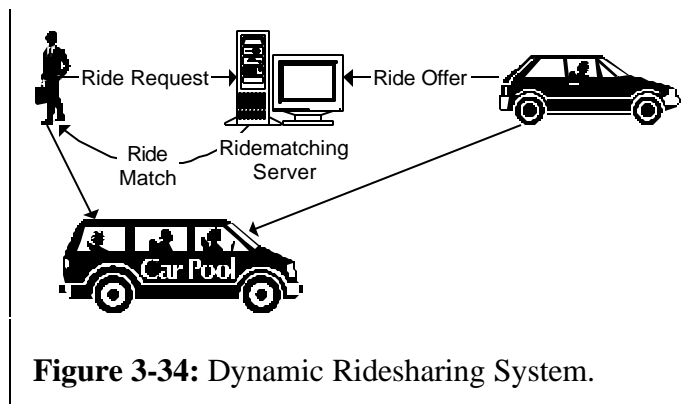 Ride Request
Ride Offer
Ride
Match
Ridematching
Server
Car Pool
Figure 3-34: Dynamic Ridesharing System.